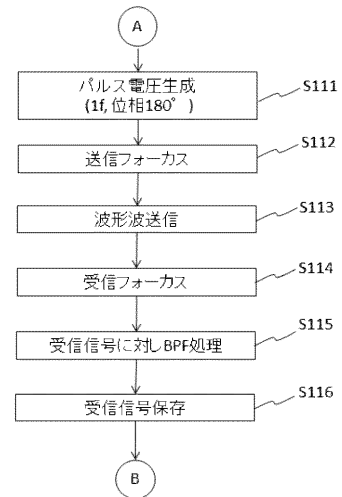 A
パルス電圧生成
(1f, 位相180°)
S111
送信フォーカス
S112
波形波送信
S113
受信フォーカス
S114
受信信号に対しBPF処理
S115
受信信号保存
S116
B